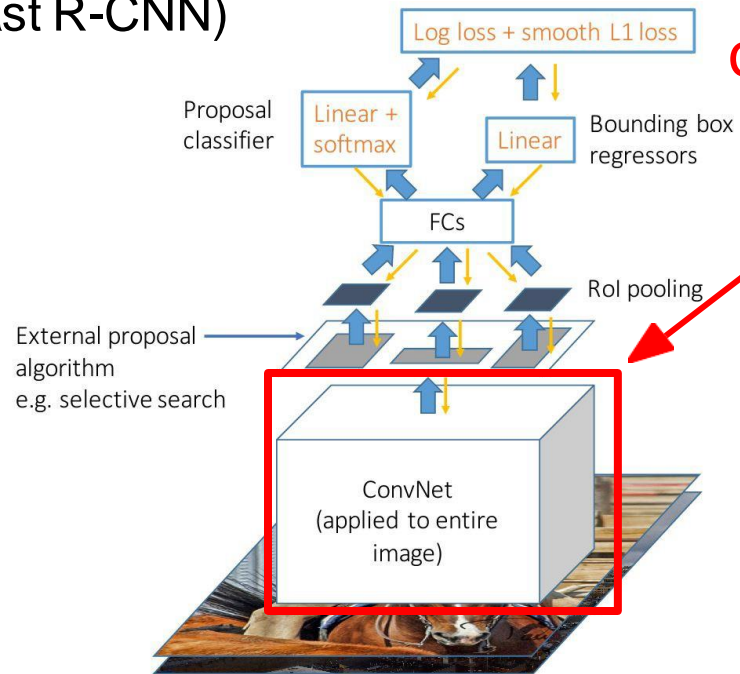 ast R-CNN)
Log loss + smooth L1 loss
Proposal
classifier
Linear +
softmax
Linear
Bounding box
regressors
FCs
RoI pooling
External proposal
algorithm
e.g. selective search
ConvNet
(applied to entire
image)